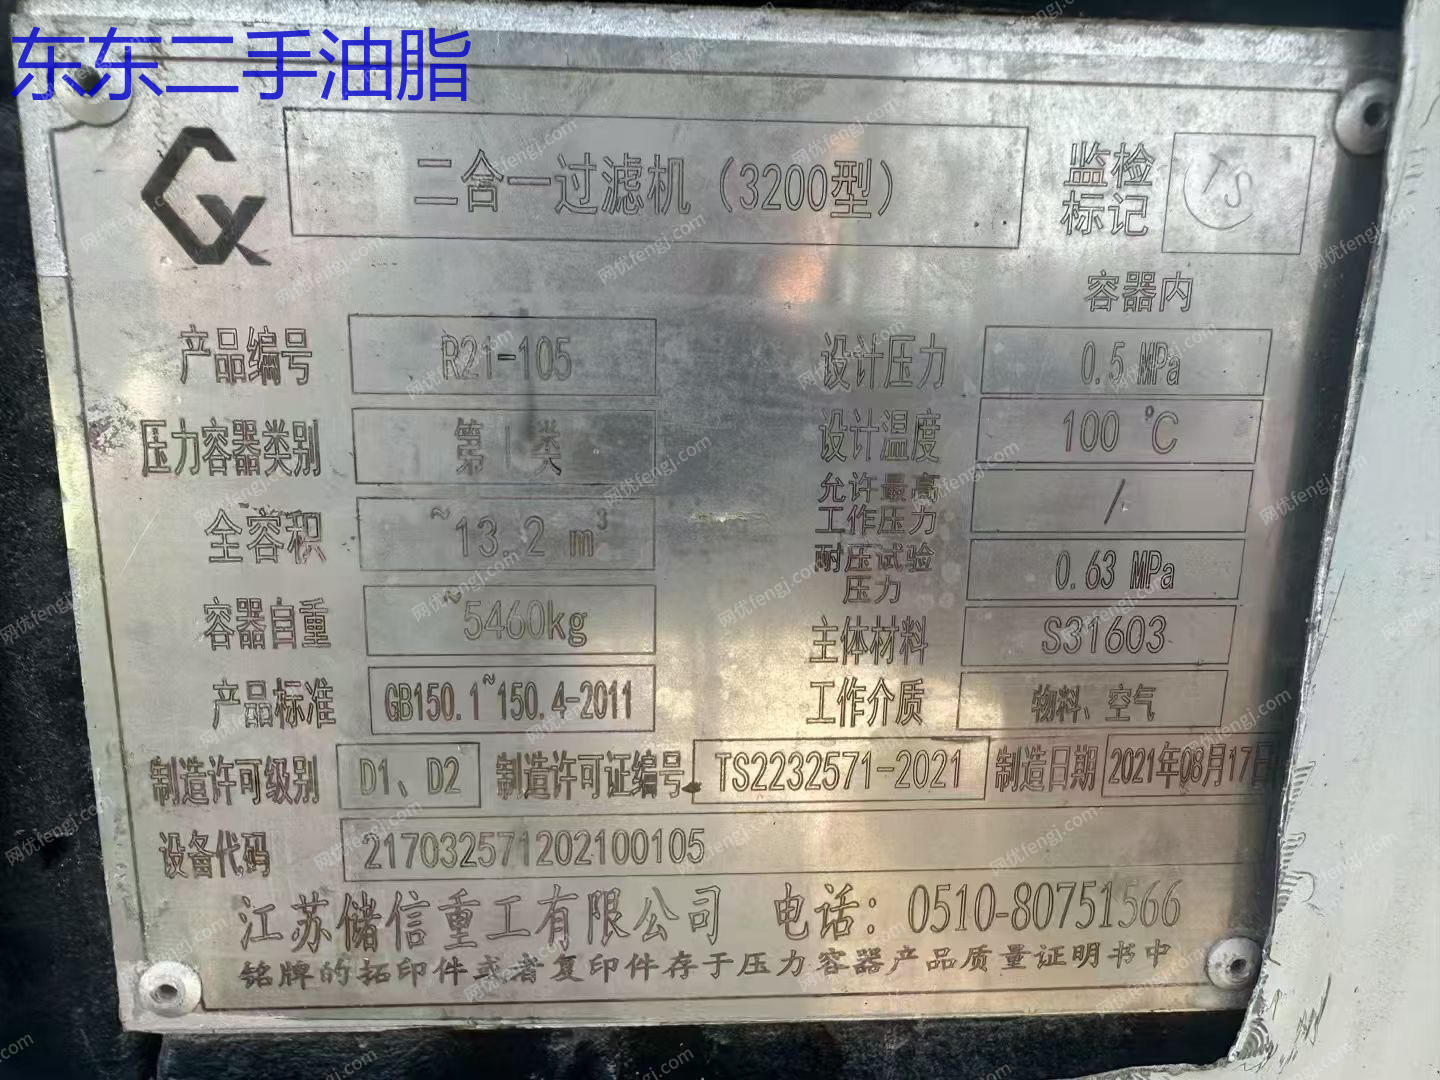 东东二手油脂
二合一过滤机（3200型）
监检标记
TS
容器内
产品编号 R21-105 设计压力 0.5 MPa
压力容器类别 第Ⅰ类 设计温度 100 ℃
全容积 ~13.2 m³ 允许最高工作压力 /
容器自重 ~5460kg 耐压试验压力 0.63 MPa
主体材料 S31603
产品标准 GB150.1~150.4-2011 工作介质 物料、空气
制造许可级别 D1、D2 制造许可证编号 TS2232571-2021 制造日期 2021年08月17日
设备代码 217032571202100105
江苏储信重工有限公司 电话：0510-80751566
铭牌的拓印件或者复印件存于压力容器产品质量证明书中
网优fengj.com